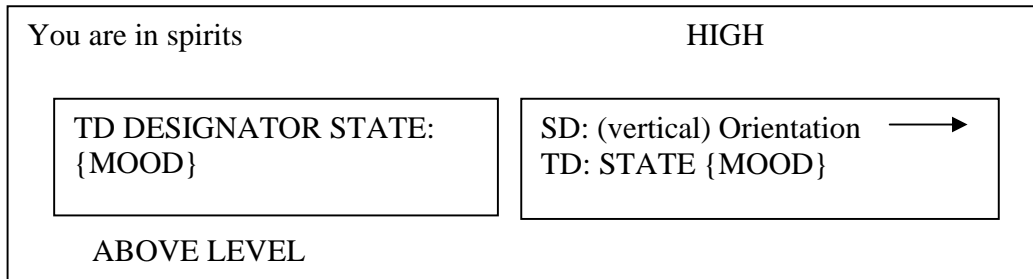 You are in spirits HIGH
TD DESIGNATOR STATE:
{MOOD}
SD: (vertical) Orientation
TD: STATE {MOOD}
ABOVE LEVEL